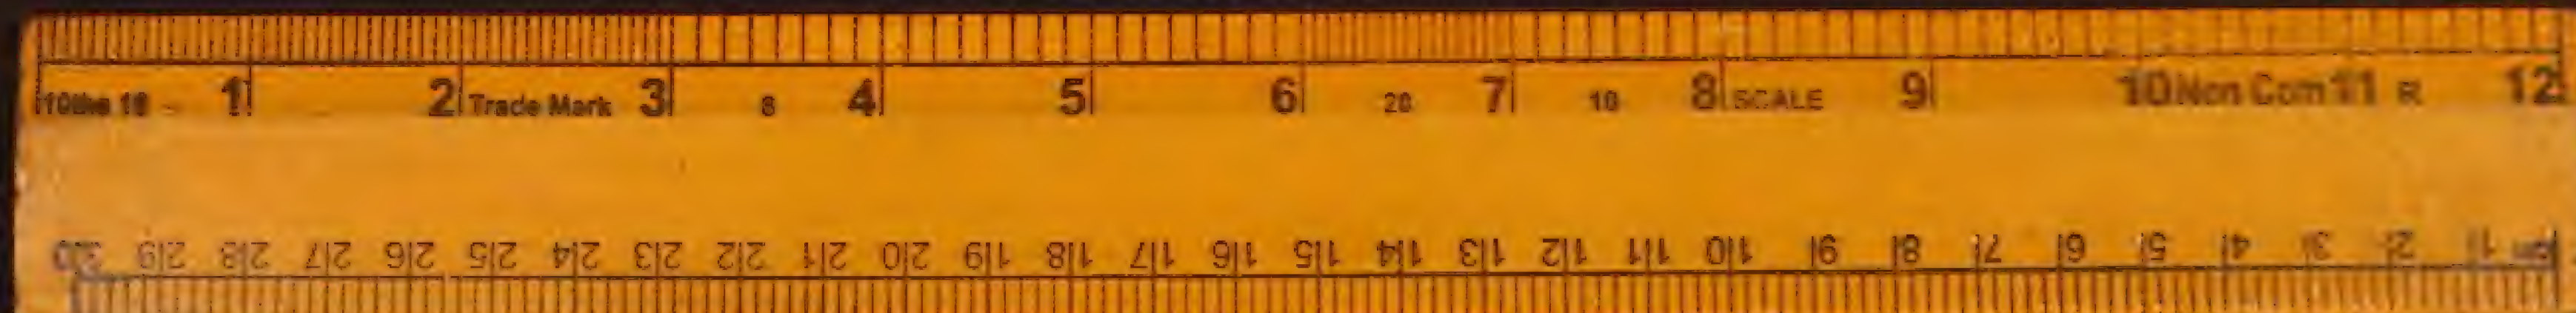 10ths 16 1 2 Trade Mark 3 8 4 5 6 20 7 10 8 SCALE 9 10 Non Com 11 R 12
cm 1 2 3 4 5 6 7 8 9 10 11 12 13 14 15 16 17 18 19 20 21 22 23 24 25 26 27 28 29 30